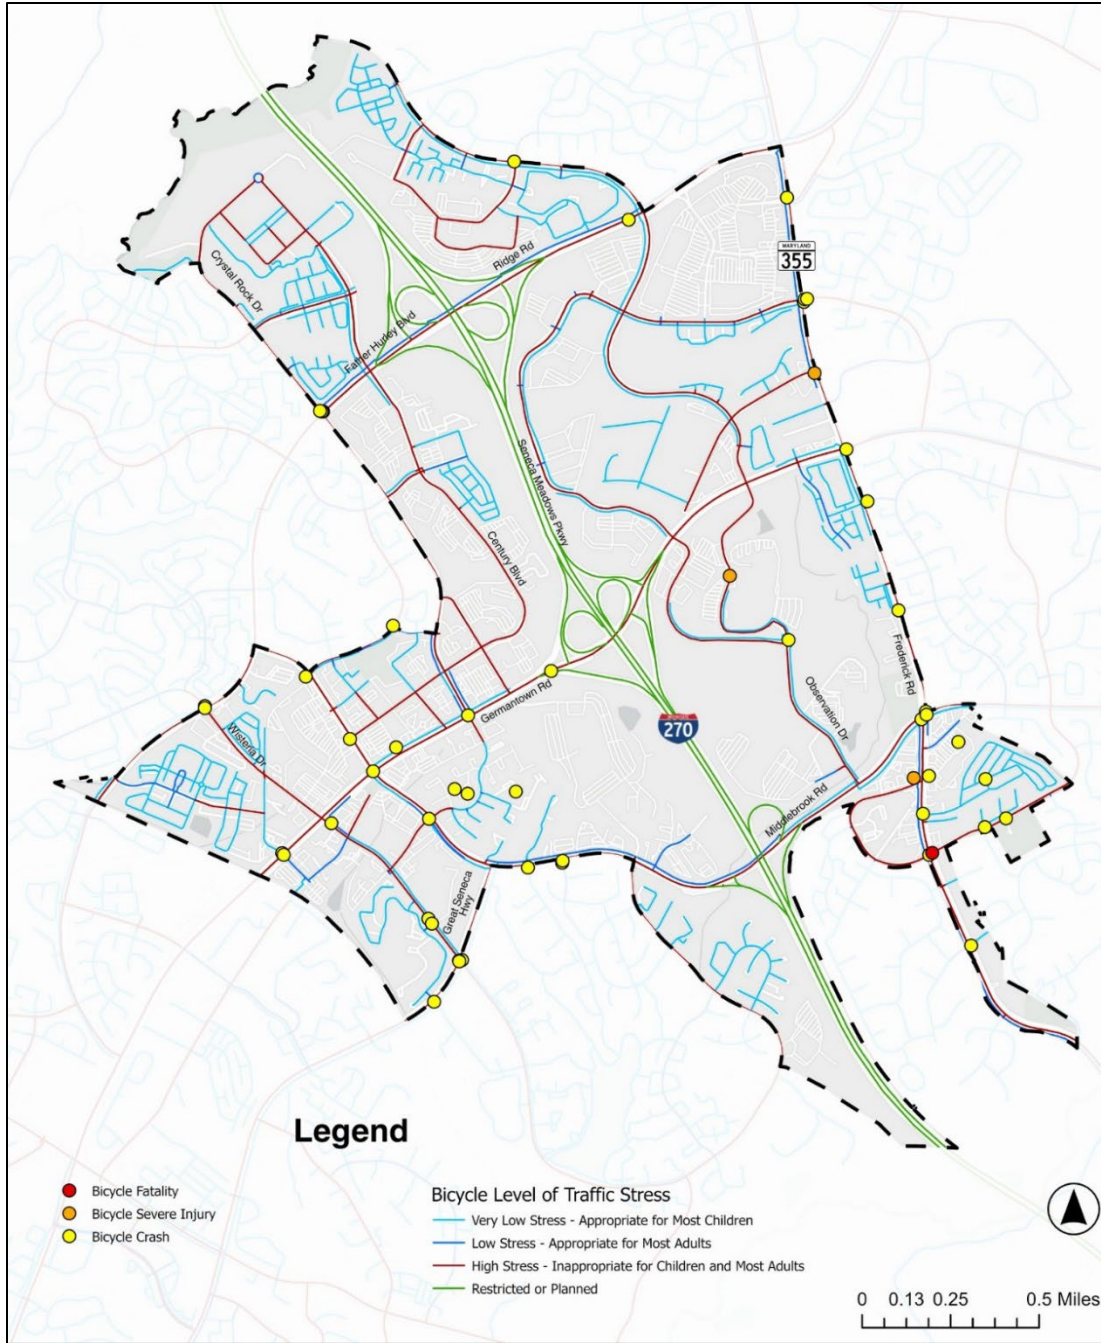 MARYLAND
355
Ridge Rd
Crystal Rock Dr
Father Hurley Blvd
Seneca Meadows Pkwy
Century Blvd
Frederick Rd
Germantown Rd
Observation Dr
270
Wisteria Dr
Middlebrook Rd
Great Seneca
Hwy
Legend
Bicycle Fatality
Bicycle Severe Injury
Bicycle Crash
Bicycle Level of Traffic Stress
Very Low Stress - Appropriate for Most Children
Low Stress - Appropriate for Most Adults
High Stress - Inappropriate for Children and Most Adults
Restricted or Planned
0 0.13 0.25 0.5 Miles